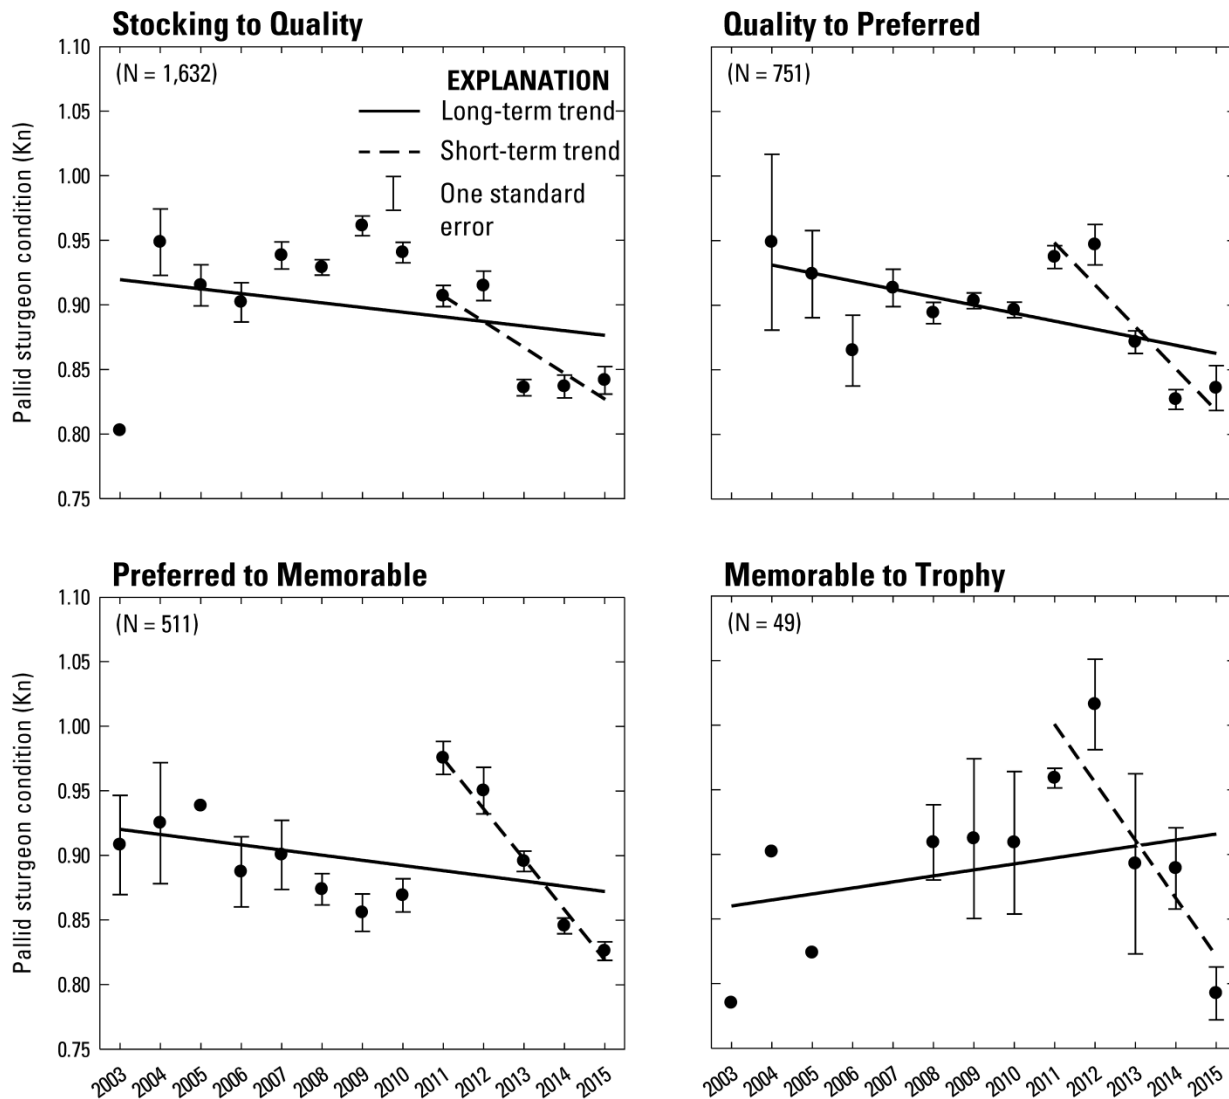 Stocking to Quality
Quality to Preferred
1.10
1.05
1.00
0.95
0.90
0.85
0.80
0.75
Pallid sturgeon condition (Kn)
(N = 1,632)
EXPLANATION
Long-term trend
Short-term trend
One standard
error
(N = 751)
Preferred to Memorable
Memorable to Trophy
1.10
1.05
1.00
0.95
0.90
0.85
0.80
0.75
Pallid sturgeon condition (Kn)
(N = 511)
(N = 49)
2003 2004 2005 2006 2007 2008 2009 2010 2011 2012 2013 2014 2015
2003 2004 2005 2006 2007 2008 2009 2010 2011 2012 2013 2014 2015